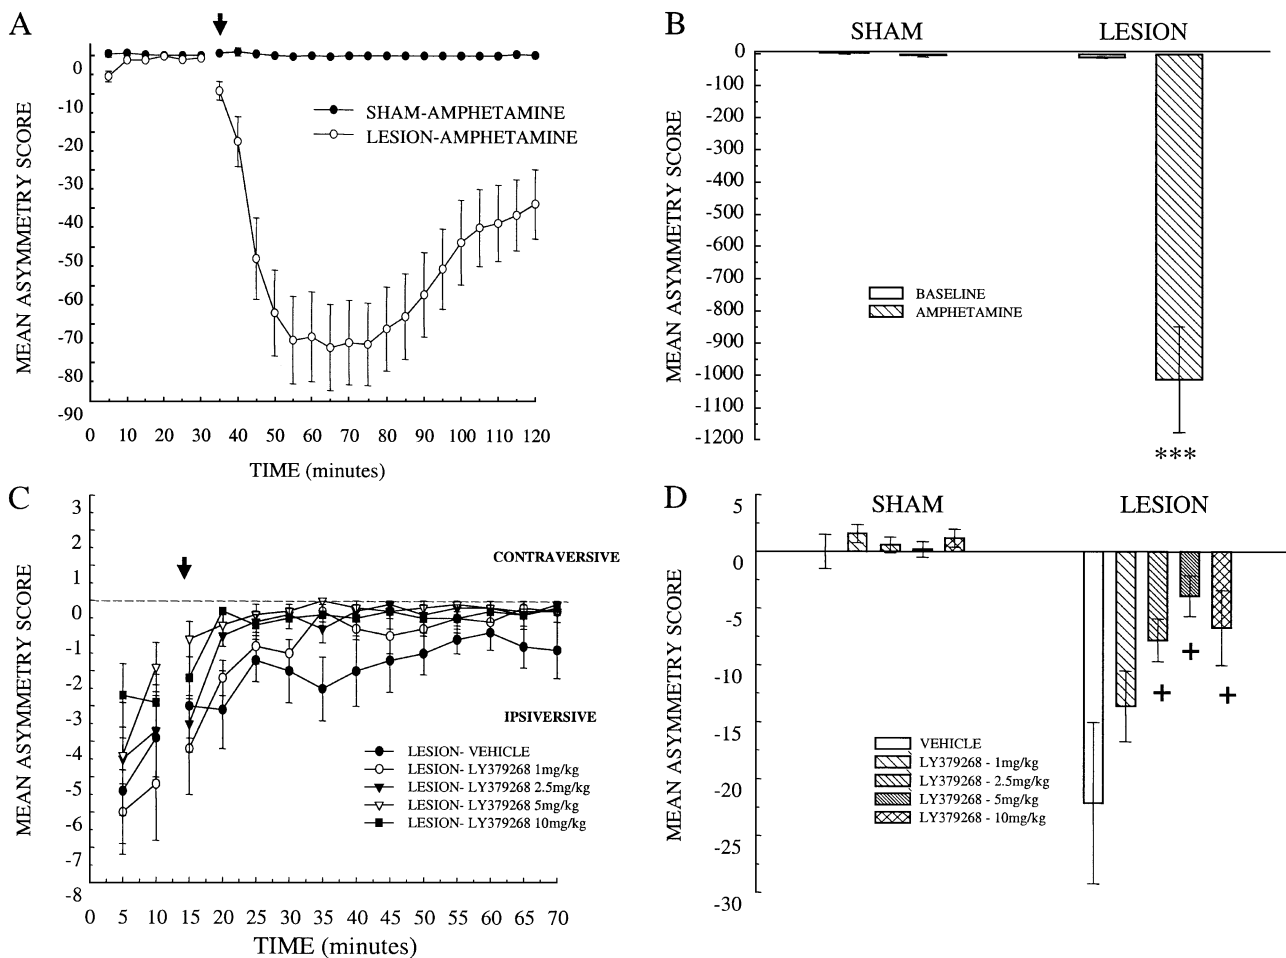 A
0
-10
-20
-30
-40
-50
-60
-70
-80
-90
MEAN ASYMMETRY SCORE
SHAM-AMPHETAMINE
LESION-AMPHETAMINE
0 10 20 30 40 50 60 70 80 90 100 110 120
TIME (minutes)
B
SHAM LESION
0
-100
-200
-300
-400
-500
-600
-700
-800
-900
-1000
-1100
-1200
MEAN ASYMMETRY SCORE
BASELINE
AMPHETAMINE
***
C
3
2
1
0
-1
-2
-3
-4
-5
-6
-7
-8
MEAN ASYMMETRY SCORE
CONTRAVERSIVE
IPSIVERSIVE
LESION- VEHICLE
LESION- LY379268 1mg/kg
LESION- LY379268 2.5mg/kg
LESION- LY379268 5mg/kg
LESION- LY379268 10mg/kg
0 5 10 15 20 25 30 35 40 45 50 55 60 65 70
TIME (minutes)
D
SHAM LESION
5
0
-5
-10
-15
-20
-25
-30
MEAN ASYMMETRY SCORE
+
+ +
VEHICLE
LY379268 - 1mg/kg
LY379268 - 2.5mg/kg
LY379268 - 5mg/kg
LY379268 - 10mg/kg